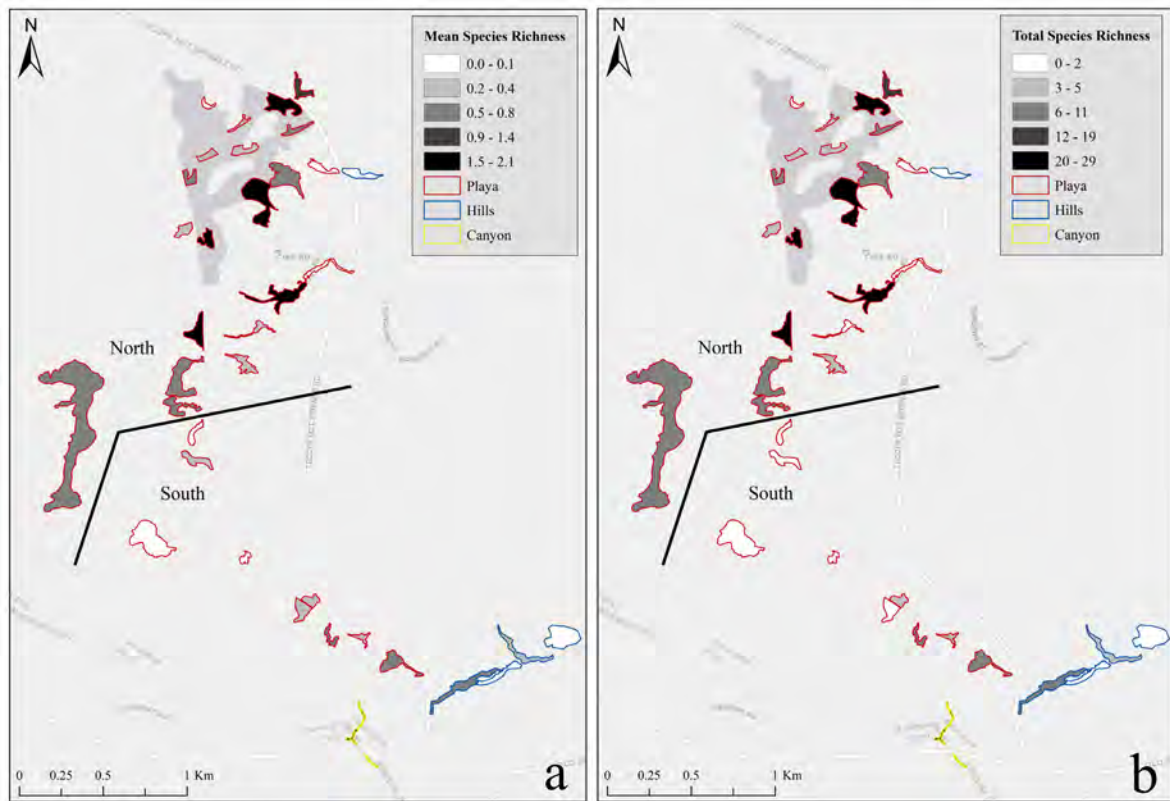 N
Mean Species Richness
0.0 - 0.1
0.2 - 0.4
0.5 - 0.8
0.9 - 1.4
1.5 - 2.1
Playa
Hills
Canyon
North
South
0 0.25 0.5 1 Km
a
N
Total Species Richness
0 - 2
3 - 5
6 - 11
12 - 19
20 - 29
Playa
Hills
Canyon
North
South
0 0.25 0.5 1 Km
b